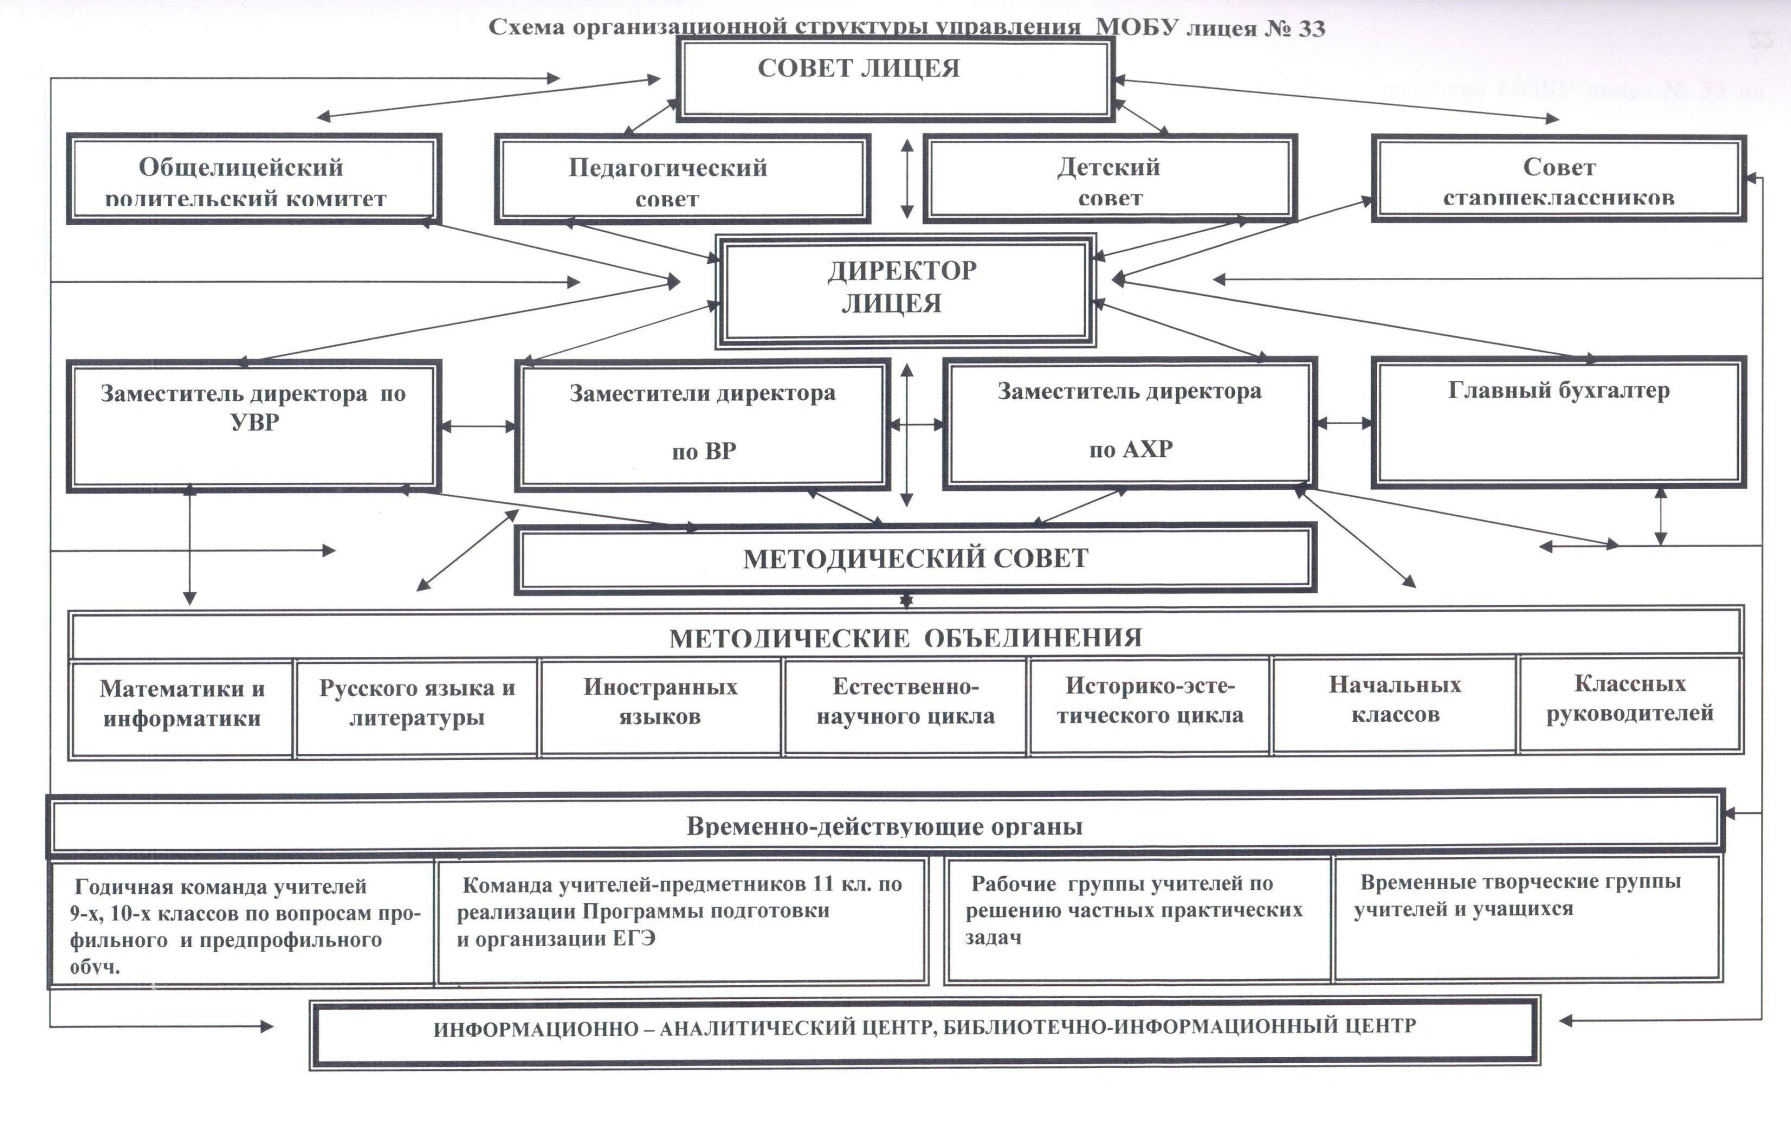 Схема организационной структуры управления МОБУ лицея № 33
СОВЕТ ЛИЦЕЯ
Общелицейский
родительский комитет
Педагогический
совет
Детский
совет
Совет
старшеклассников
ДИРЕКТОР
ЛИЦЕЯ
Заместитель директора по
УВР
Заместители директора
по ВР
Заместитель директора
по АХР
Главный бухгалтер
МЕТОДИЧЕСКИЙ СОВЕТ
МЕТОДИЧЕСКИЕ ОБЪЕДИНЕНИЯ
Математики и
информатики
Русского языка и
литературы
Иностранных
языков
Естественно-
научного цикла
Историко-эсте-
тического цикла
Начальных
классов
Классных
руководителей
Временно-действующие органы
Годичная команда учителей
9-х, 10-х классов по вопросам про-
фильного и предпрофильного
обуч.
Команда учителей-предметников 11 кл. по
реализации Программы подготовки
и организации ЕГЭ
Рабочие группы учителей по
решению частных практических
задач
Временные творческие группы
учителей и учащихся
ИНФОРМАЦИОННО – АНАЛИТИЧЕСКИЙ ЦЕНТР, БИБЛИОТЕЧНО-ИНФОРМАЦИОННЫЙ ЦЕНТР